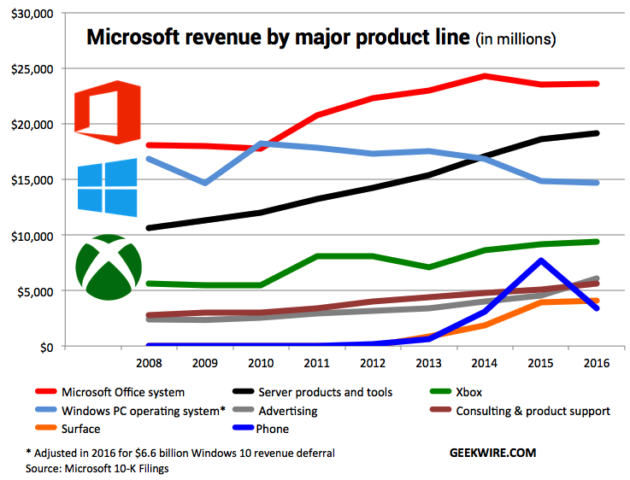 Microsoft revenue by major product line (in millions)
$30,000
$25,000
$20,000
$15,000
$10,000
$5,000
$0
2008 2009 2010 2011 2012 2013 2014 2015 2016
Microsoft Office system Server products and tools Xbox
Windows PC operating system* Advertising Consulting & product support
Surface Phone
* Adjusted in 2016 for $6.6 billion Windows 10 revenue deferral GEEKWIRE.COM
Source: Microsoft 10-K Filings